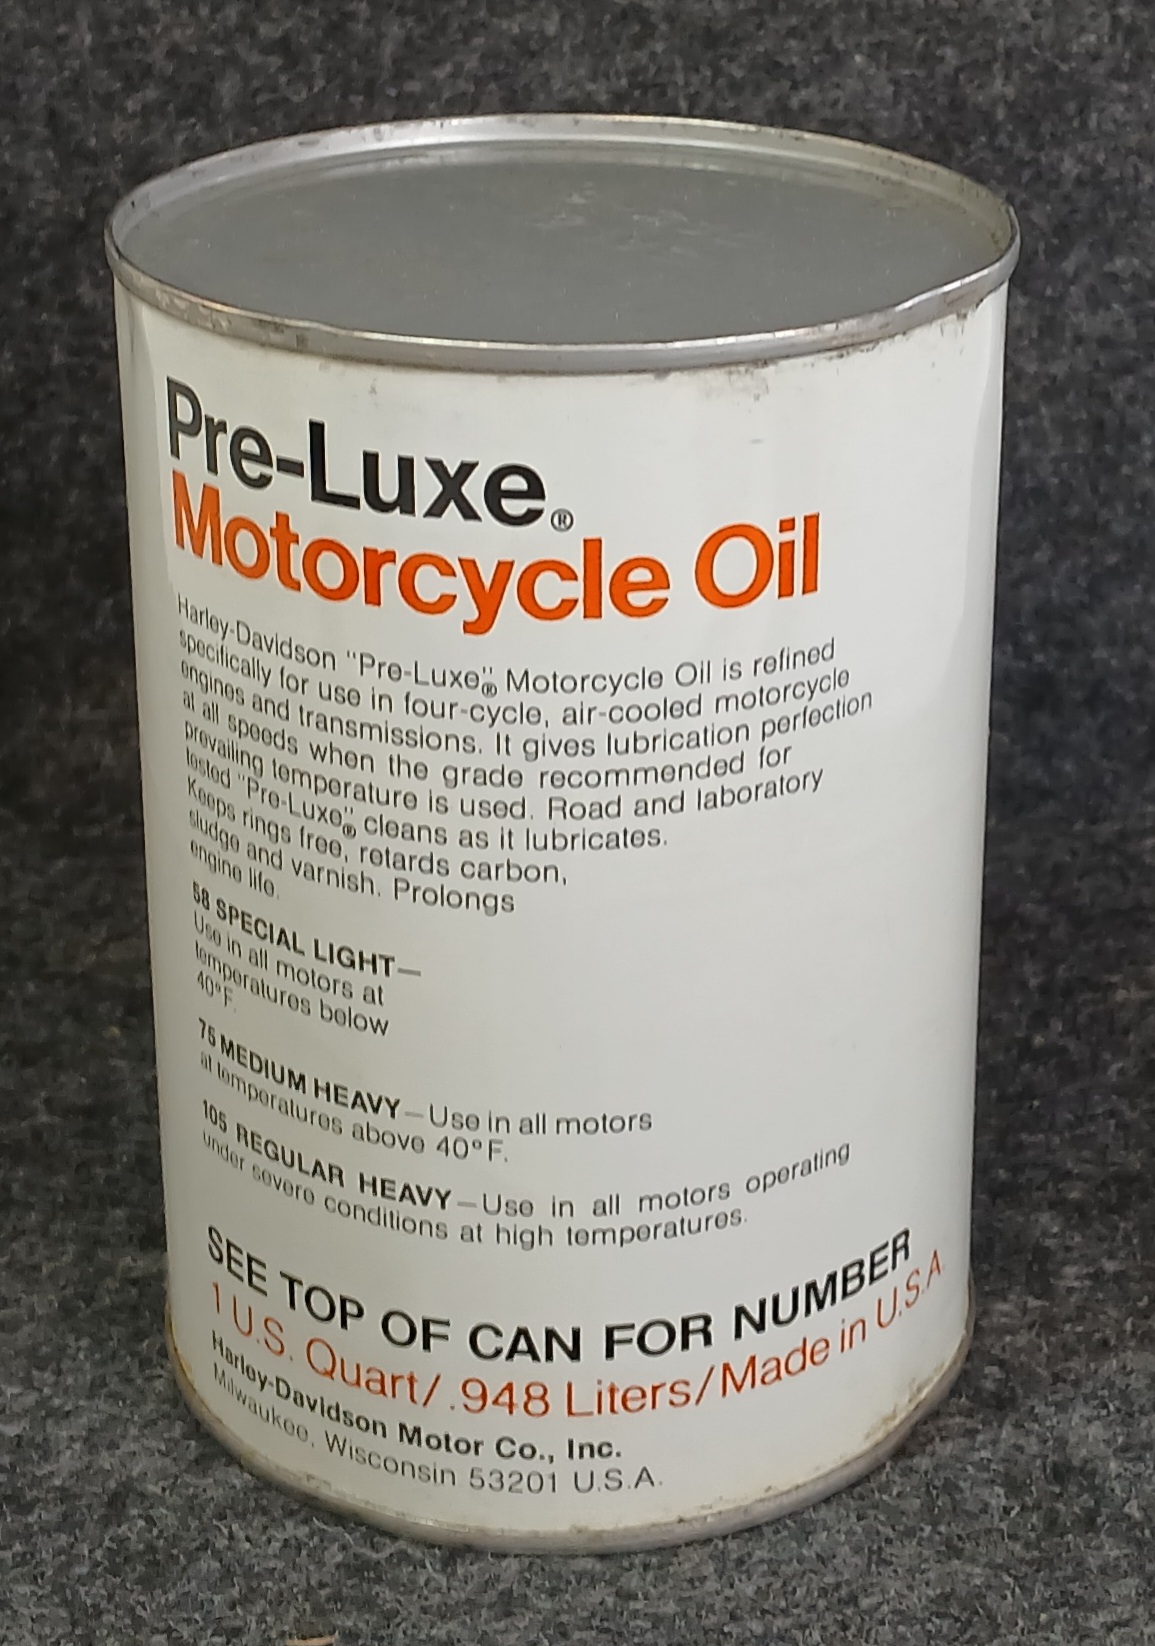 Pre-Luxe®
Motorcycle Oil
Harley-Davidson "Pre-Luxe"® Motorcycle Oil is refined
specifically for use in four-cycle, air-cooled motorcycle
engines and transmissions. It gives lubrication perfection
at all speeds when the grade recommended for
prevailing temperature is used. Road and laboratory
tested "Pre-Luxe"® cleans as it lubricates.
Keeps rings free, retards carbon,
sludge and varnish. Prolongs
engine life.
58 SPECIAL LIGHT—
Use in all motors at
temperatures below
40°F.
75 MEDIUM HEAVY—Use in all motors
at temperatures above 40°F.
105 REGULAR HEAVY—Use in all motors operating
under severe conditions at high temperatures.
SEE TOP OF CAN FOR NUMBER
1 U.S. Quart/ .948 Liters/Made in U.S.A
Harley-Davidson Motor Co., Inc.
Milwaukee, Wisconsin 53201 U.S.A.